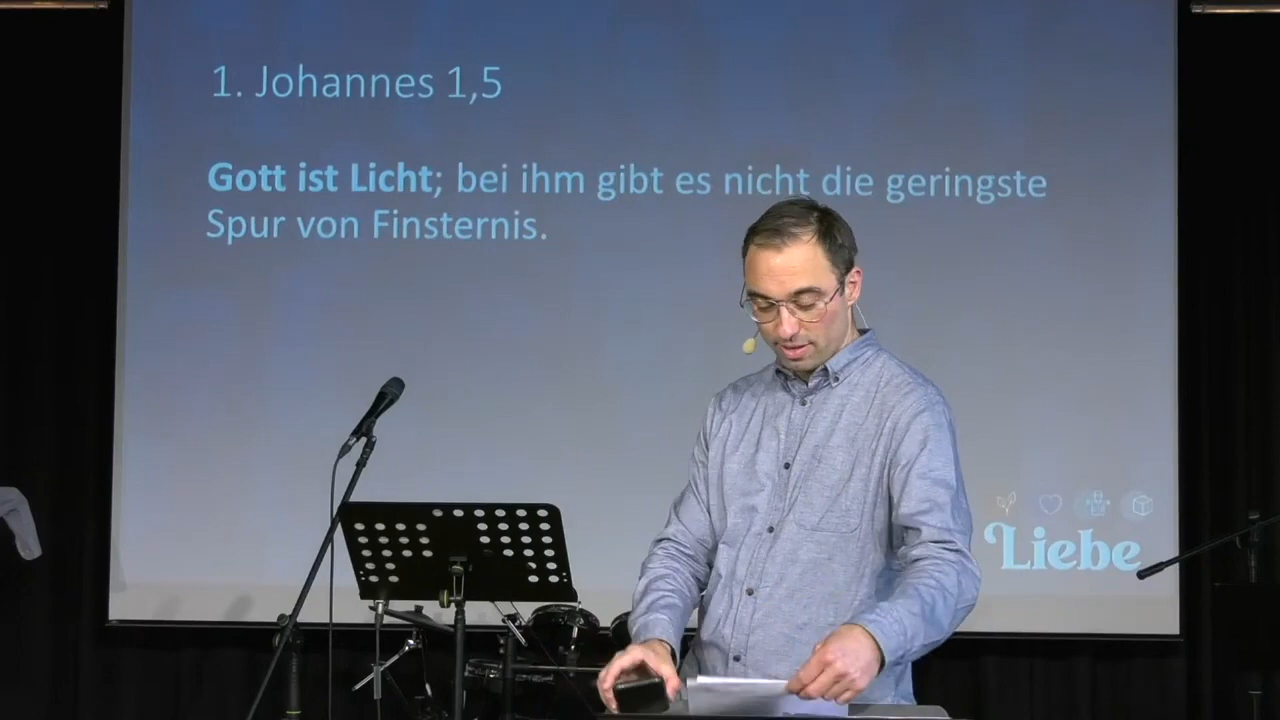 1. Johannes 1,5
Gott ist Licht; bei ihm gibt es nicht die geringste
Spur von Finsternis.
Liebe